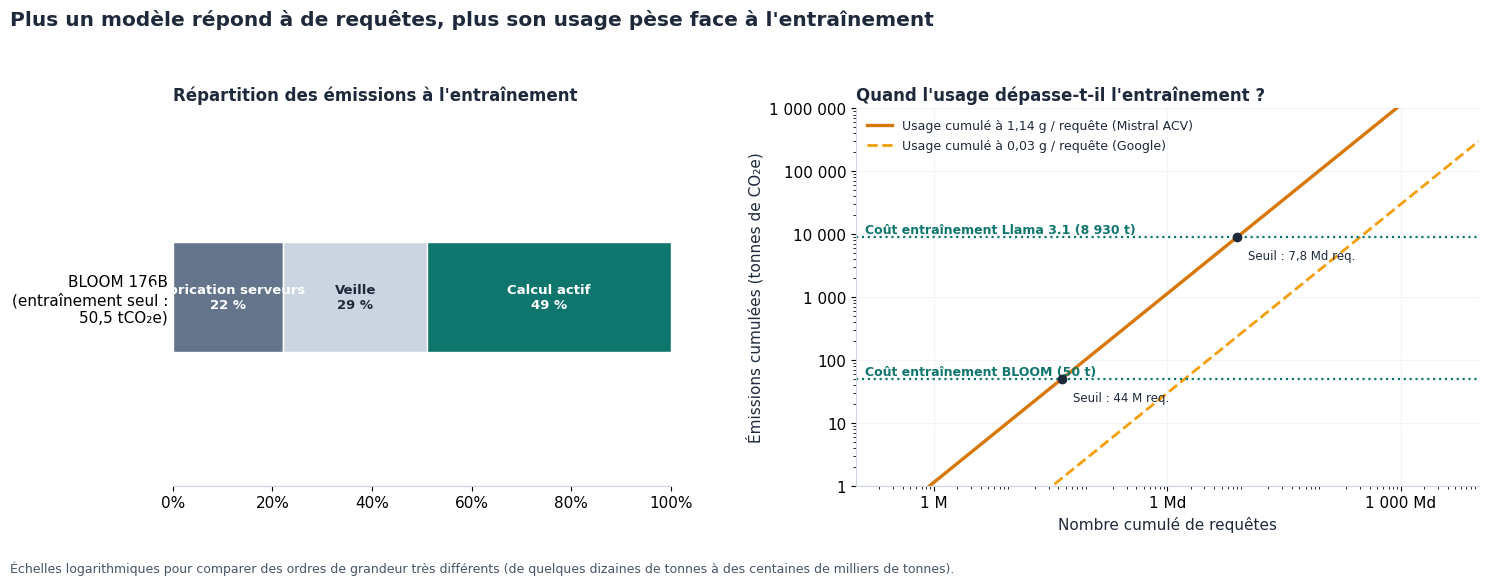 Plus un modèle répond à de requêtes, plus son usage pèse face à l'entraînement
Répartition des émissions à l'entraînement
BLOOM 176B
(entraînement seul :
50,5 tCO₂e)
brication serveurs
22 %
Veille
29 %
Calcul actif
49 %
0%
20%
40%
60%
80%
100%
Quand l'usage dépasse-t-il l'entraînement ?
Émissions cumulées (tonnes de CO₂e)
1 000 000
100 000
10 000
1 000
100
10
1
Usage cumulé à 1,14 g / requête (Mistral ACV)
Usage cumulé à 0,03 g / requête (Google)
Coût entraînement Llama 3.1 (8 930 t)
Seuil : 7,8 Md req.
Coût entraînement BLOOM (50 t)
Seuil : 44 M req.
1 M
1 Md
1 000 Md
Nombre cumulé de requêtes
Échelles logarithmiques pour comparer des ordres de grandeur très différents (de quelques dizaines de tonnes à des centaines de milliers de tonnes).